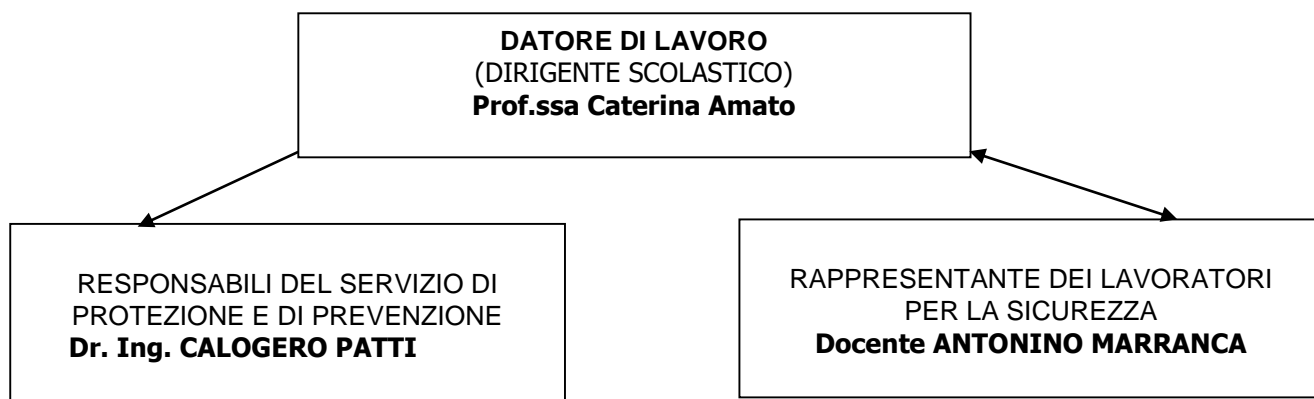 DATORE DI LAVORO
(DIRIGENTE SCOLASTICO)
Prof.ssa Caterina Amato
RESPONSABILI DEL SERVIZIO DI
PROTEZIONE E DI PREVENZIONE
Dr. Ing. CALOGERO PATTI
RAPPRESENTANTE DEI LAVORATORI
PER LA SICUREZZA
Docente ANTONINO MARRANCA